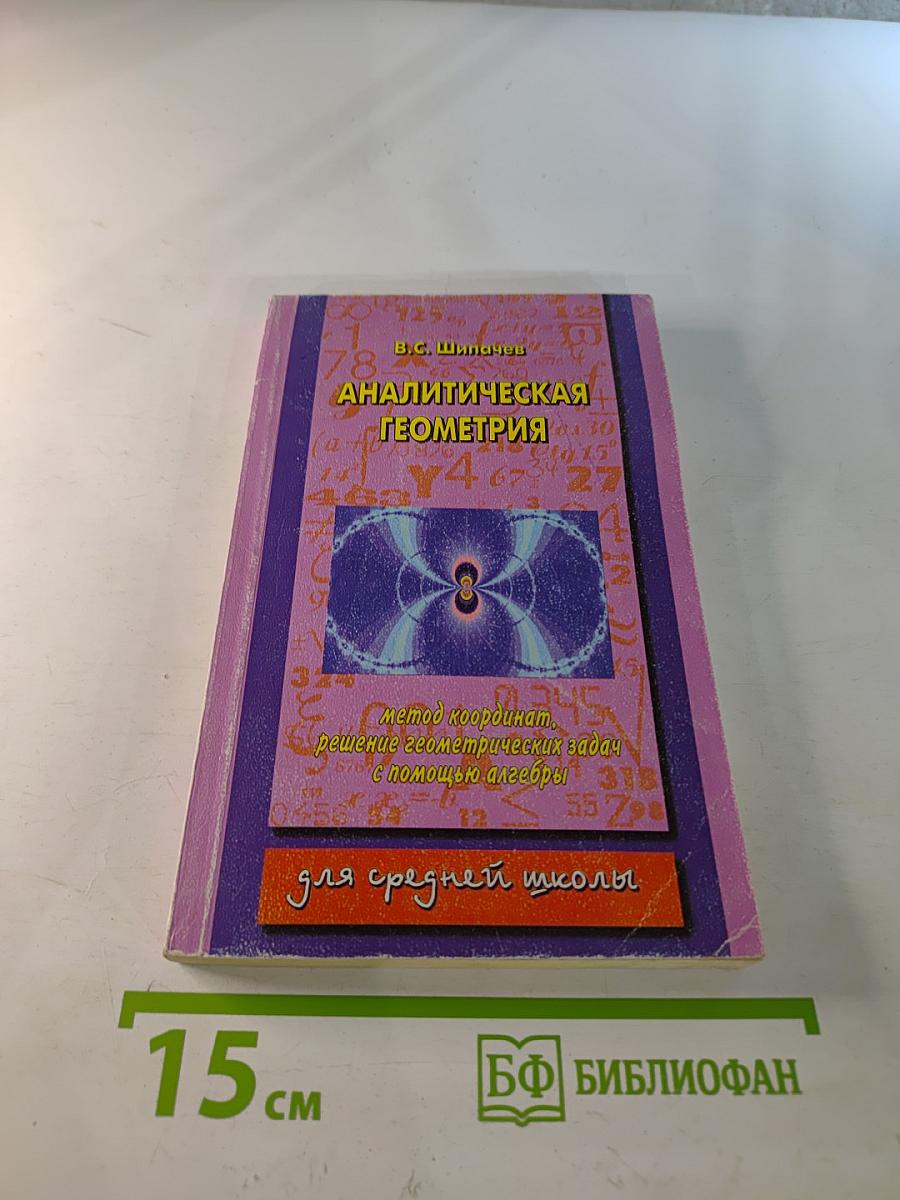 В.С. Шипачев
АНАЛИТИЧЕСКАЯ
ГЕОМЕТРИЯ
метод координат,
решение геометрических задач
с помощью алгебры
для средней школы
15 см
БФ БИБЛИОФАН